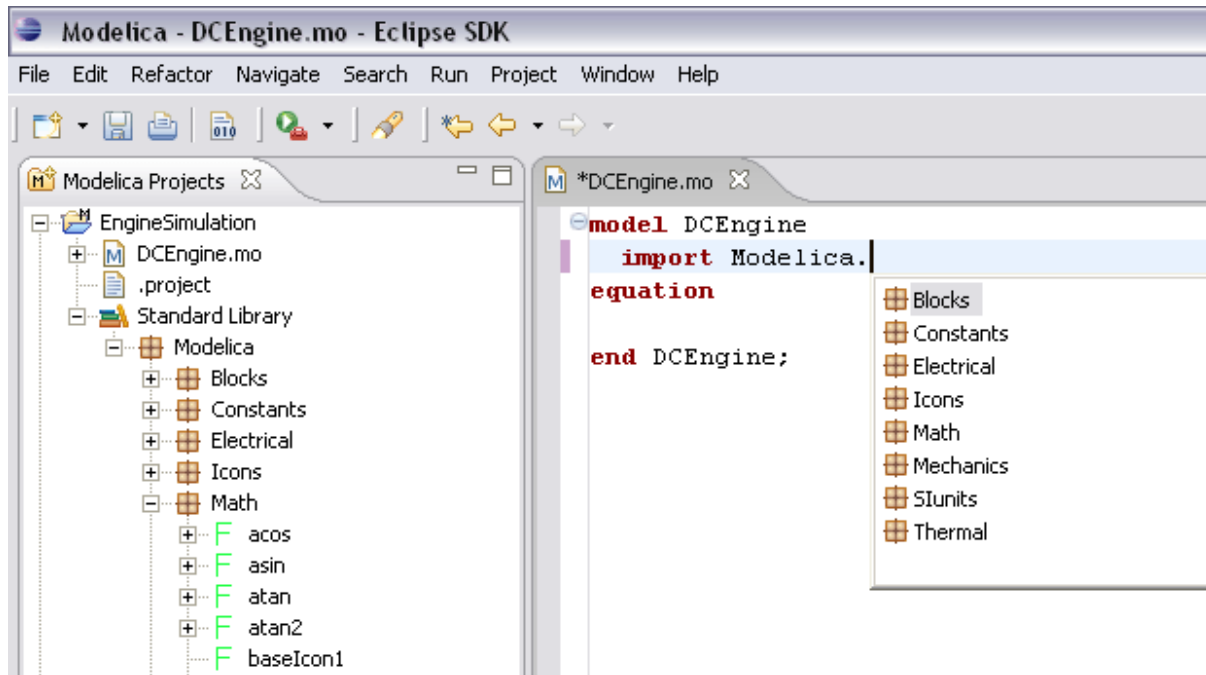 Modelica - DCEngine.mo - Eclipse SDK
File Edit Refactor Navigate Search Run Project Window Help
010
Modelica Projects
EngineSimulation
DCEngine.mo
.project
Standard Library
Modelica
Blocks
Constants
Electrical
Icons
Math
acos
asin
atan
atan2
baseIcon1
*DCEngine.mo
model DCEngine
import Modelica.
equation
end DCEngine;
Blocks
Constants
Electrical
Icons
Math
Mechanics
SIunits
Thermal